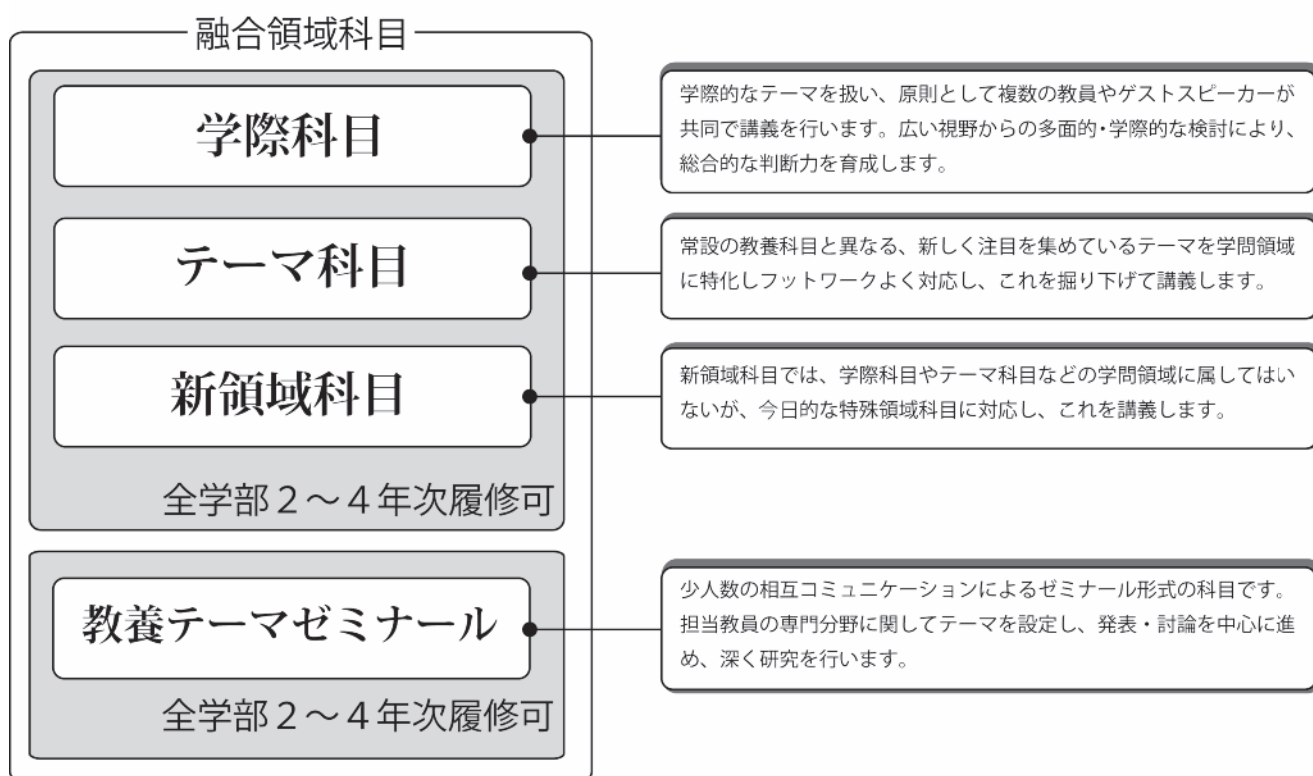 融合領域科目
学際科目
学際的なテーマを扱い、原則として複数の教員やゲストスピーカーが
共同で講義を行います。広い視野からの多面的・学際的な検討により、
総合的な判断力を育成します。
テーマ科目
常設の教養科目と異なる、新しく注目を集めているテーマを学問領域
に特化しフットワークよく対応し、これを掘り下げて講義します。
新領域科目
新領域科目では、学際科目やテーマ科目などの学問領域に属してはい
ないが、今日的な特殊領域科目に対応し、これを講義します。
全学部２～４年次履修可
教養テーマゼミナール
少人数の相互コミュニケーションによるゼミナール形式の科目です。
担当教員の専門分野に関してテーマを設定し、発表・討論を中心に進
め、深く研究を行います。
全学部２～４年次履修可